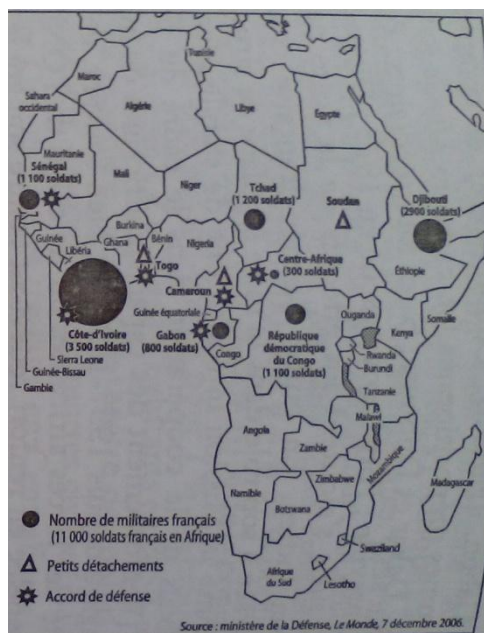 Tunisie
Maroc
Sahara
occidental
Algérie
Libye
Egypte
Mauritanie
Sénégal
(1 100 soldats)
Mali
Niger
Tchad
(1 200 soldats)
Soudan
Djibouti
(2900 soldats)
Guinée
Burkina
Bénin
Ghana
Libéria
Nigeria
Togo
Centre-Afrique
(300 soldats)
Éthiopie
Cameroun
Guinée équatoriale
Côte-d'Ivoire
(3 500 soldats)
Gabon
(800 soldats)
Congo
République
démocratique
du Congo
(1 100 soldats)
Ouganda
Kenya
Somalie
Rwanda
Burundi
Sierra Leone
Guinée-Bissau
Gambie
Tanzanie
Malawi
Angola
Zambie
Mozambique
Madagascar
Zimbabwe
Namibie
Botswana
Swaziland
Afrique
du Sud
Lesotho
Nombre de militaires français
(11 000 soldats français en Afrique)
Petits détachements
Accord de défense
Source : ministère de la Défense, Le Monde, 7 décembre 2006.